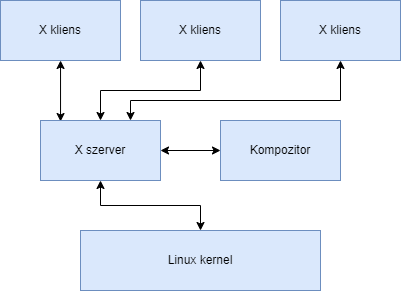 X kliens
X kliens
X kliens
X szerver
Kompozitor
Linux kernel